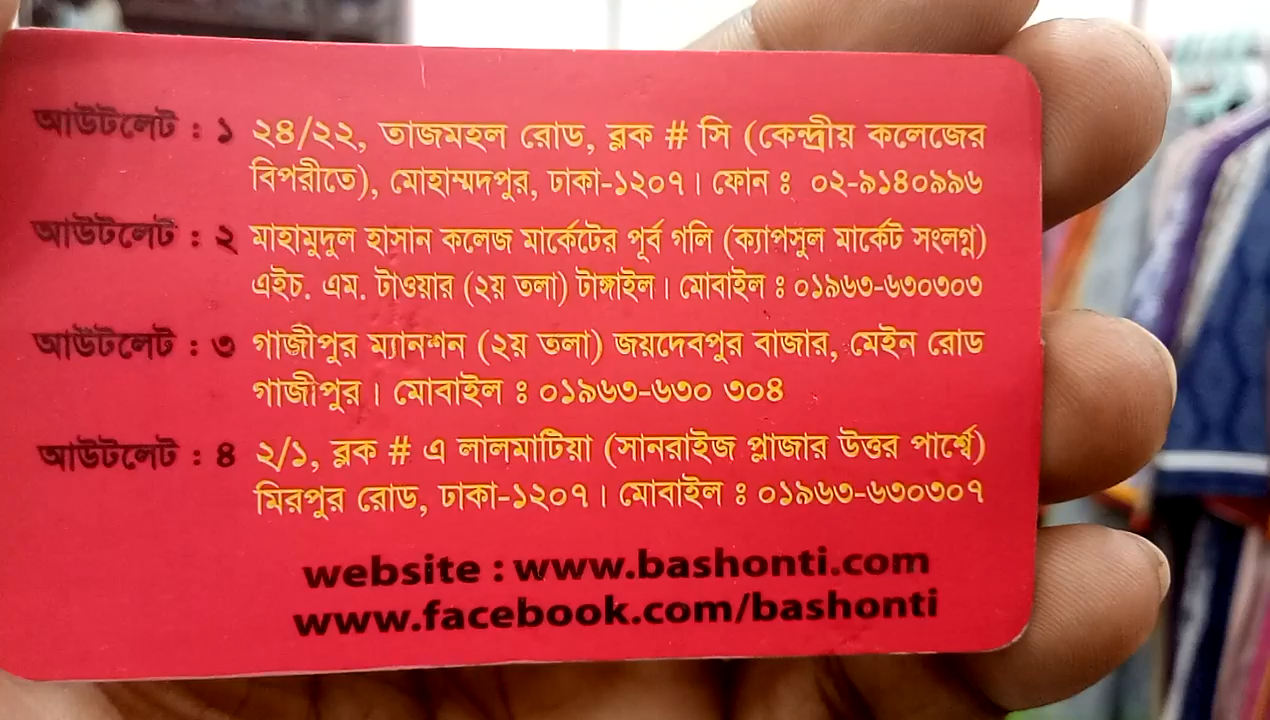 আউটলেট : ১ ২৪/২২, তাজমহল রোড, ব্লক # সি (কেন্দ্রীয় কলেজের
বিপরীতে), মোহাম্মদপুর, ঢাকা-১২০৭। ফোন ঃ ০২-৯১৪০৯৯৬
আউটলেট : ২ মাহামুদুল হাসান কলেজ মার্কেটের পূর্ব গলি (ক্যাপসুল মার্কেট সংলগ্ন)
এইচ. এম. টাওয়ার (২য় তলা) টাঙ্গাইল। মোবাইল ঃ ০১৯৬৩-৬৩০৩০৩
আউটলেট : ৩ গাজীপুর ম্যানশন (২য় তলা) জয়দেবপুর বাজার, মেইন রোড
গাজীপুর। মোবাইল ঃ ০১৯৬৩-৬৩০ ৩০৪
আউটলেট : ৪ ২/১, ব্লক # এ লালমাটিয়া (সানরাইজ প্লাজার উত্তর পার্শ্বে)
মিরপুর রোড, ঢাকা-১২০৭। মোবাইল ঃ ০১৯৬৩-৬৩০৩০৭
website : www.bashonti.com
www.facebook.com/bashonti